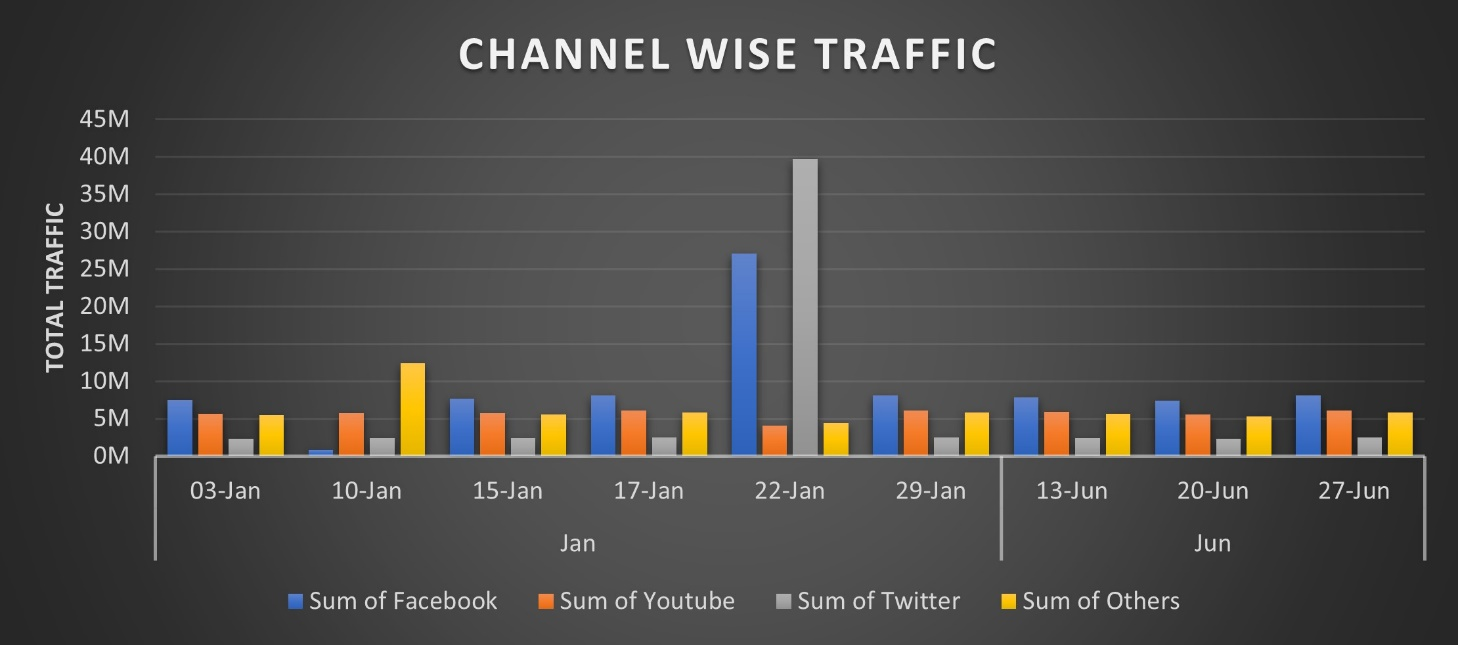 CHANNEL WISE TRAFFIC
TOTAL TRAFFIC
45M
40M
35M
30M
25M
20M
15M
10M
5M
0M
03-Jan 10-Jan 15-Jan 17-Jan 22-Jan 29-Jan 13-Jun 20-Jun 27-Jun
Jan Jun
Sum of Facebook Sum of Youtube Sum of Twitter Sum of Others